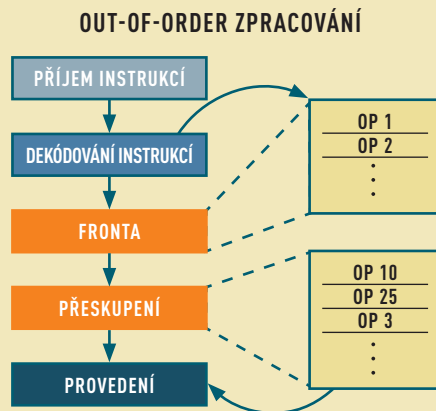 OUT-OF-ORDER ZPRACOVÁNÍ
PŘÍJEM INSTRUKCÍ
DEKÓDOVÁNÍ INSTRUKCÍ
FRONTA
PŘESKUPENÍ
PROVEDENÍ
OP 1
OP 2
OP 10
OP 25
OP 3